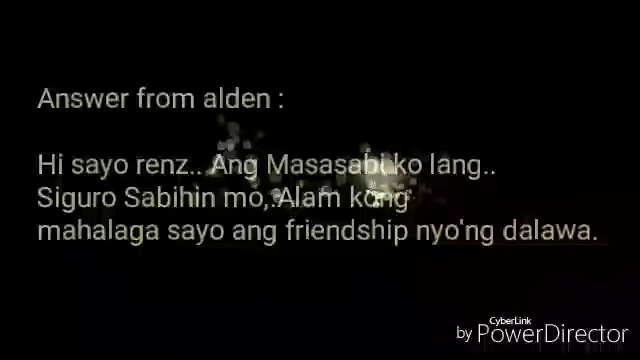 Answer from alden :
Hi sayo renz.. Ang Masasabi ko lang..
Siguro Sabihin mo,.Alam kong
mahalaga sayo ang friendship nyo'ng dalawa.
CyberLink
by PowerDirector